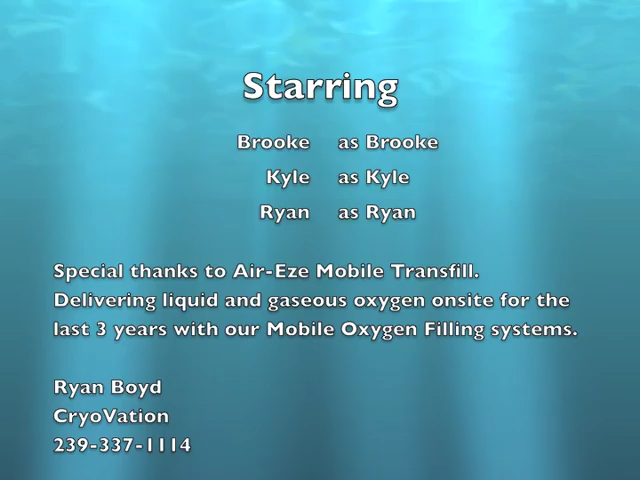 Starring
Brooke as Brooke
Kyle as Kyle
Ryan as Ryan
Special thanks to Air-Eze Mobile Transfill.
Delivering liquid and gaseous oxygen onsite for the
last 3 years with our Mobile Oxygen Filling systems.
Ryan Boyd
CryoVation
239-337-1114